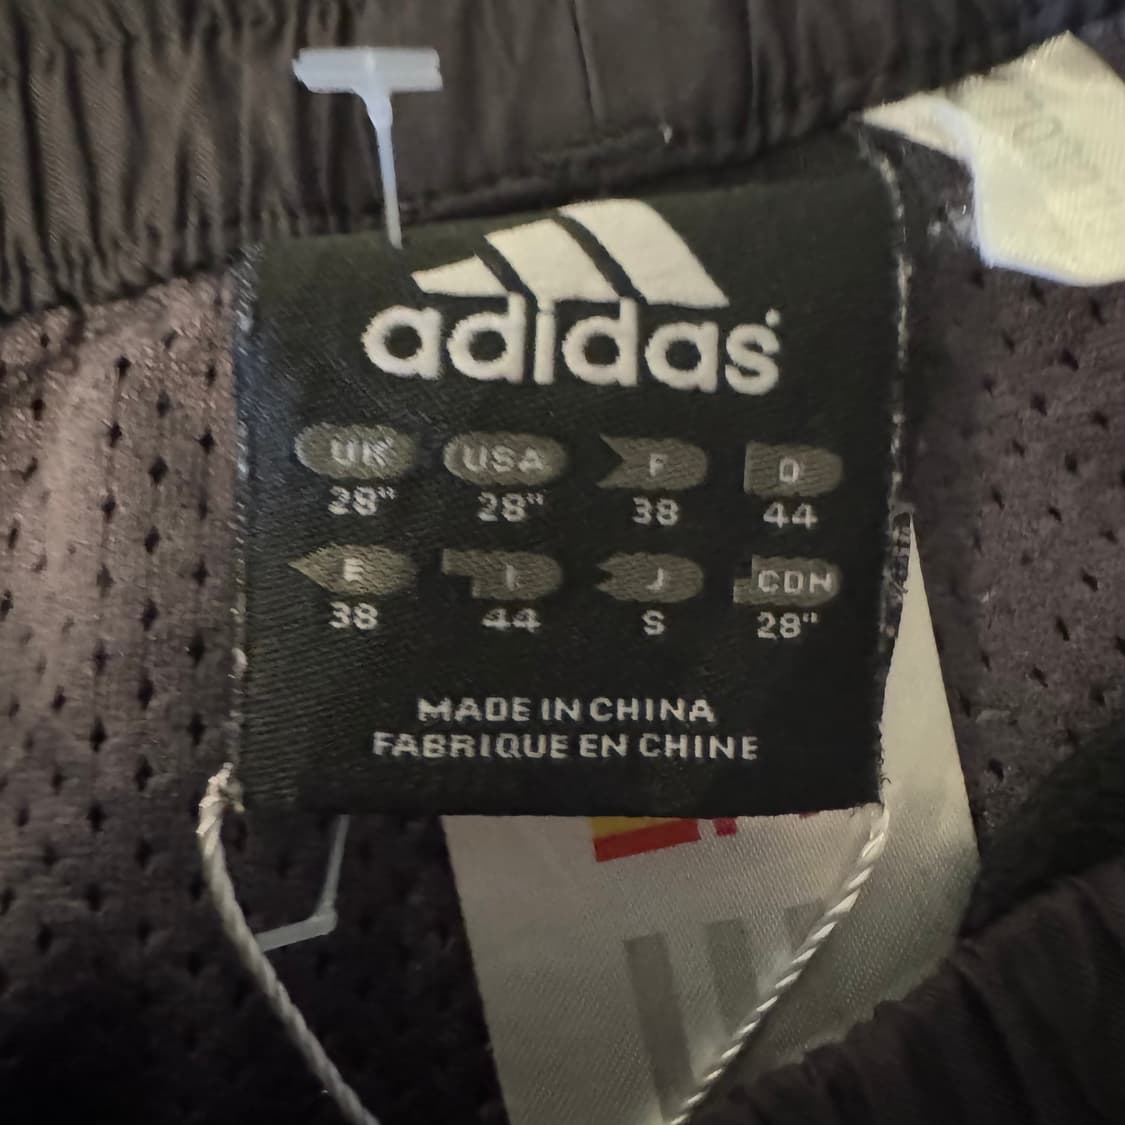 adidas
UK USA F D
28" 28" 38 44
E I J CDN
38 44 S 28"
MADE IN CHINA
FABRIQUE EN CHINE